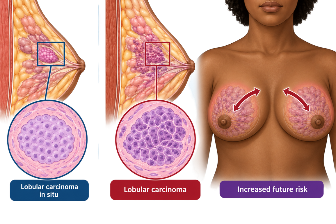 Lobular carcinoma
in situ
Lobular carcinoma
Increased future risk